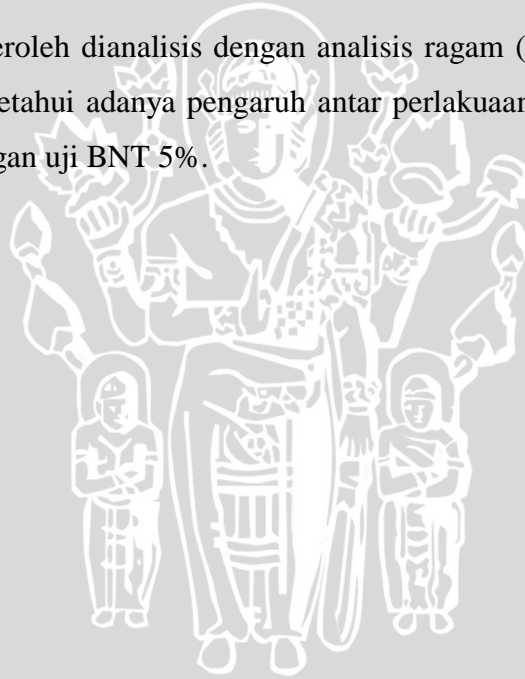 eroleh dianalisis dengan analisis ragam (
etahui adanya pengaruh antar perlakuaan
gan uji BNT 5%.